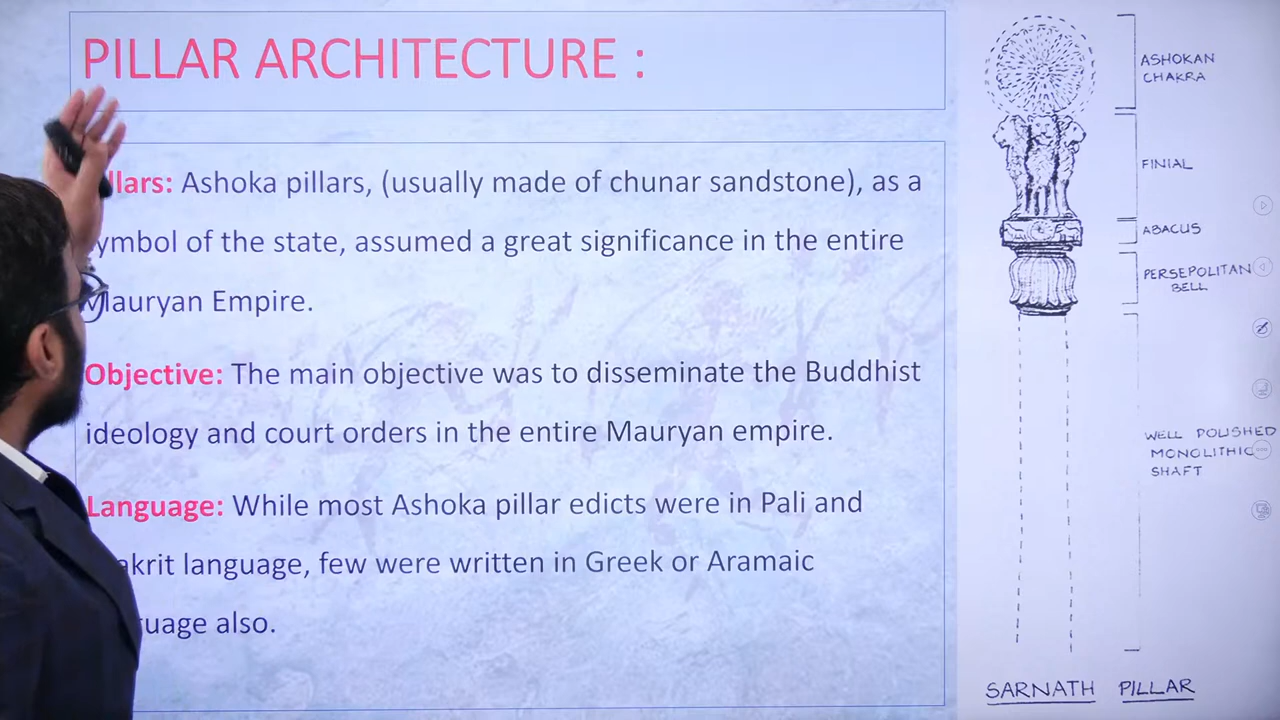 PILLAR ARCHITECTURE :
llars: Ashoka pillars, (usually made of chunar sandstone), as a
ymbol of the state, assumed a great significance in the entire
Mauryan Empire.
Objective: The main objective was to disseminate the Buddhist
ideology and court orders in the entire Mauryan empire.
Language: While most Ashoka pillar edicts were in Pali and
akrit language, few were written in Greek or Aramaic
uage also.
ASHOKAN
CHAKRA
FINIAL
ABACUS
PERSEPOLITAN
BELL
WELL POLISHED
MONOLITHIC
SHAFT
SARNATH PILLAR